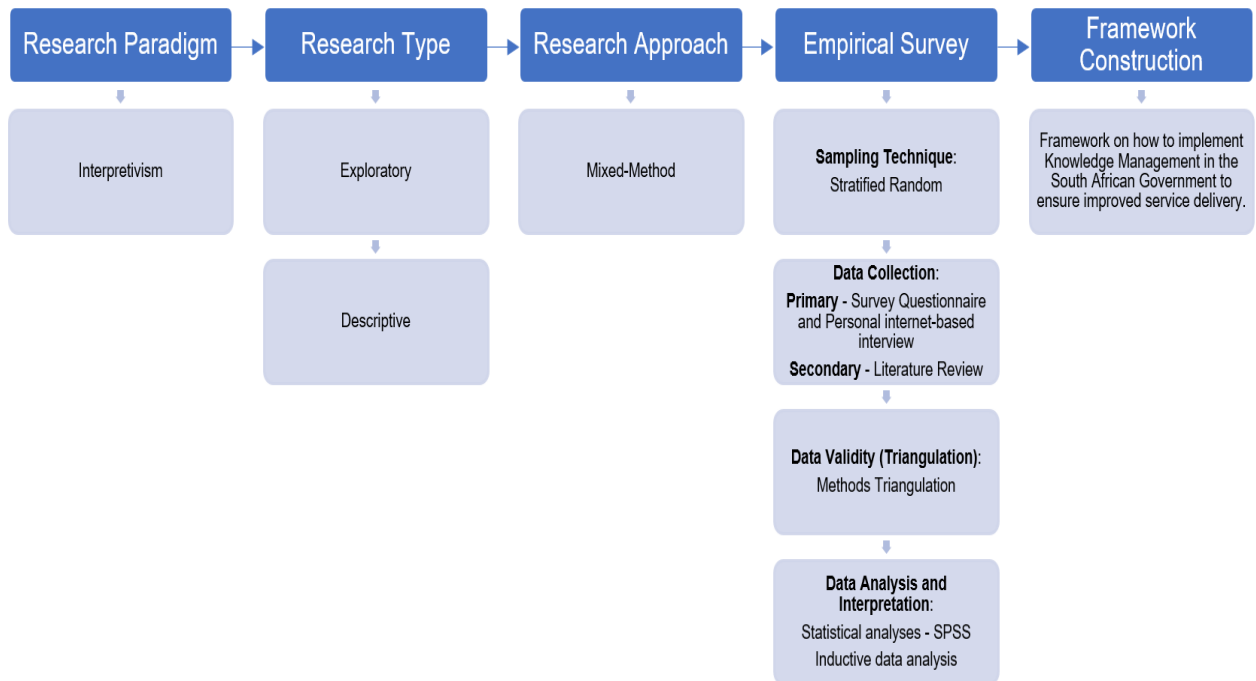 Research Paradigm
Interpretivism
Research Type
Exploratory
Descriptive
Research Approach
Mixed-Method
Empirical Survey
Sampling Technique:
Stratified Random
Data Collection:
Primary - Survey Questionnaire
and Personal internet-based
interview
Secondary - Literature Review
Data Validity (Triangulation):
Methods Triangulation
Data Analysis and
Interpretation:
Statistical analyses - SPSS
Inductive data analysis
Framework
Construction
Framework on how to implement
Knowledge Management in the
South African Government to
ensure improved service delivery.